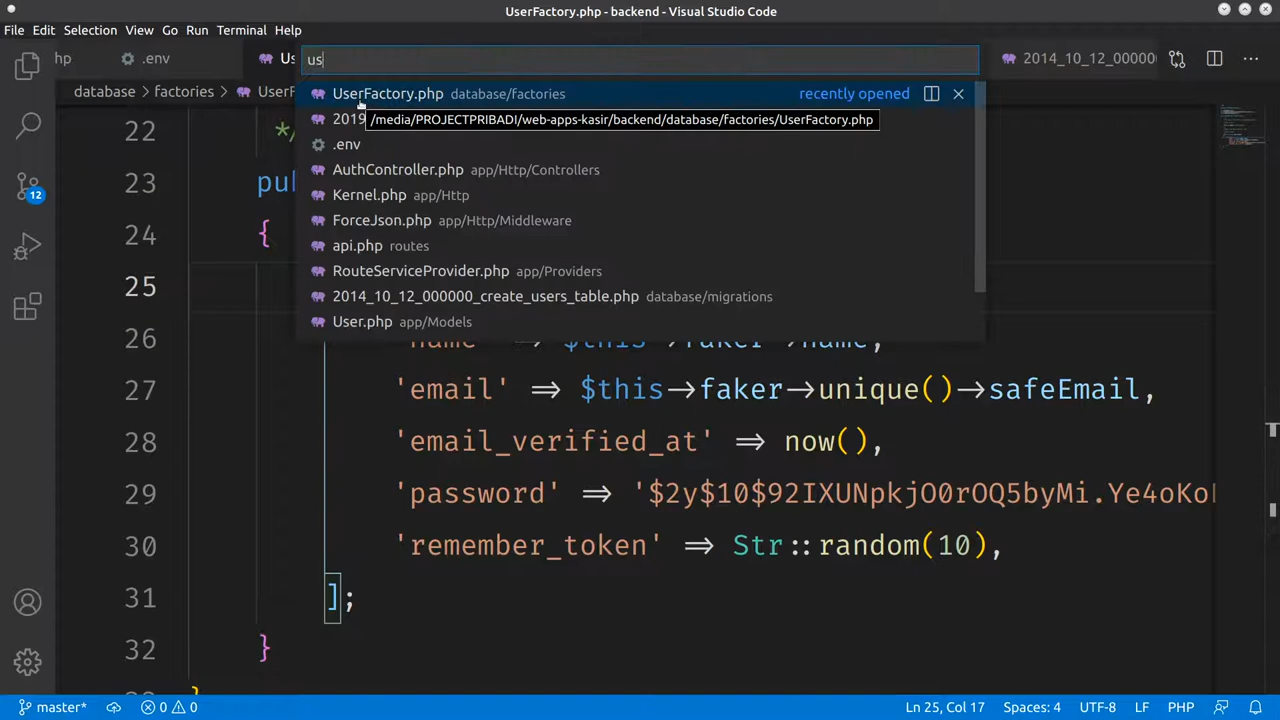 UserFactory.php - backend - Visual Studio Code
File Edit Selection View Go Run Terminal Help
hp .env Us us 2014_10_12_00000
database > factories > UserF
UserFactory.php database/factories recently opened
2019
/media/PROJECTPRIBADI/web-apps-kasir/backend/database/factories/UserFactory.php
.env
AuthController.php app/Http/Controllers
Kernel.php app/Http
ForceJson.php app/Http/Middleware
api.php routes
RouteServiceProvider.php app/Providers
2014_10_12_000000_create_users_table.php database/migrations
User.php app/Models
12
22 */
23 pu
24 {
25
26 'name' => $this->faker->name,
27 'email' => $this->faker->unique()->safeEmail,
28 'email_verified_at' => now(),
29 'password' => '$2y$10$92IXUNpkjO0rOQ5byMi.Ye4oKo
30 'remember_token' => Str::random(10),
31 ];
32 }
}
master* 0 0 Ln 25, Col 17 Spaces: 4 UTF-8 LF PHP